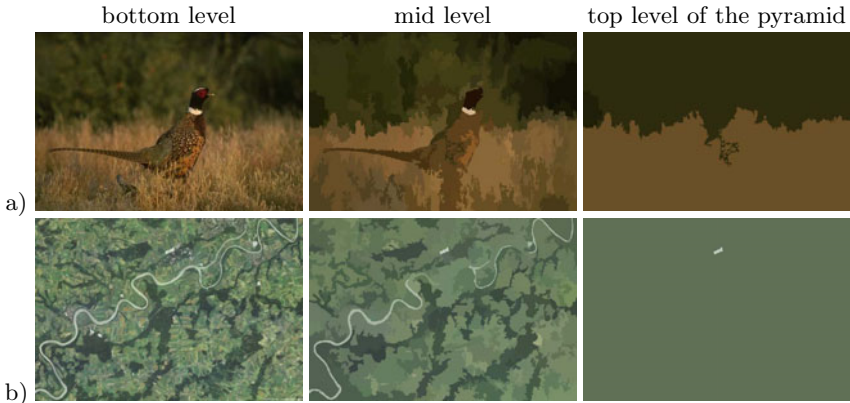 bottom level mid level top level of the pyramid
a)
b)